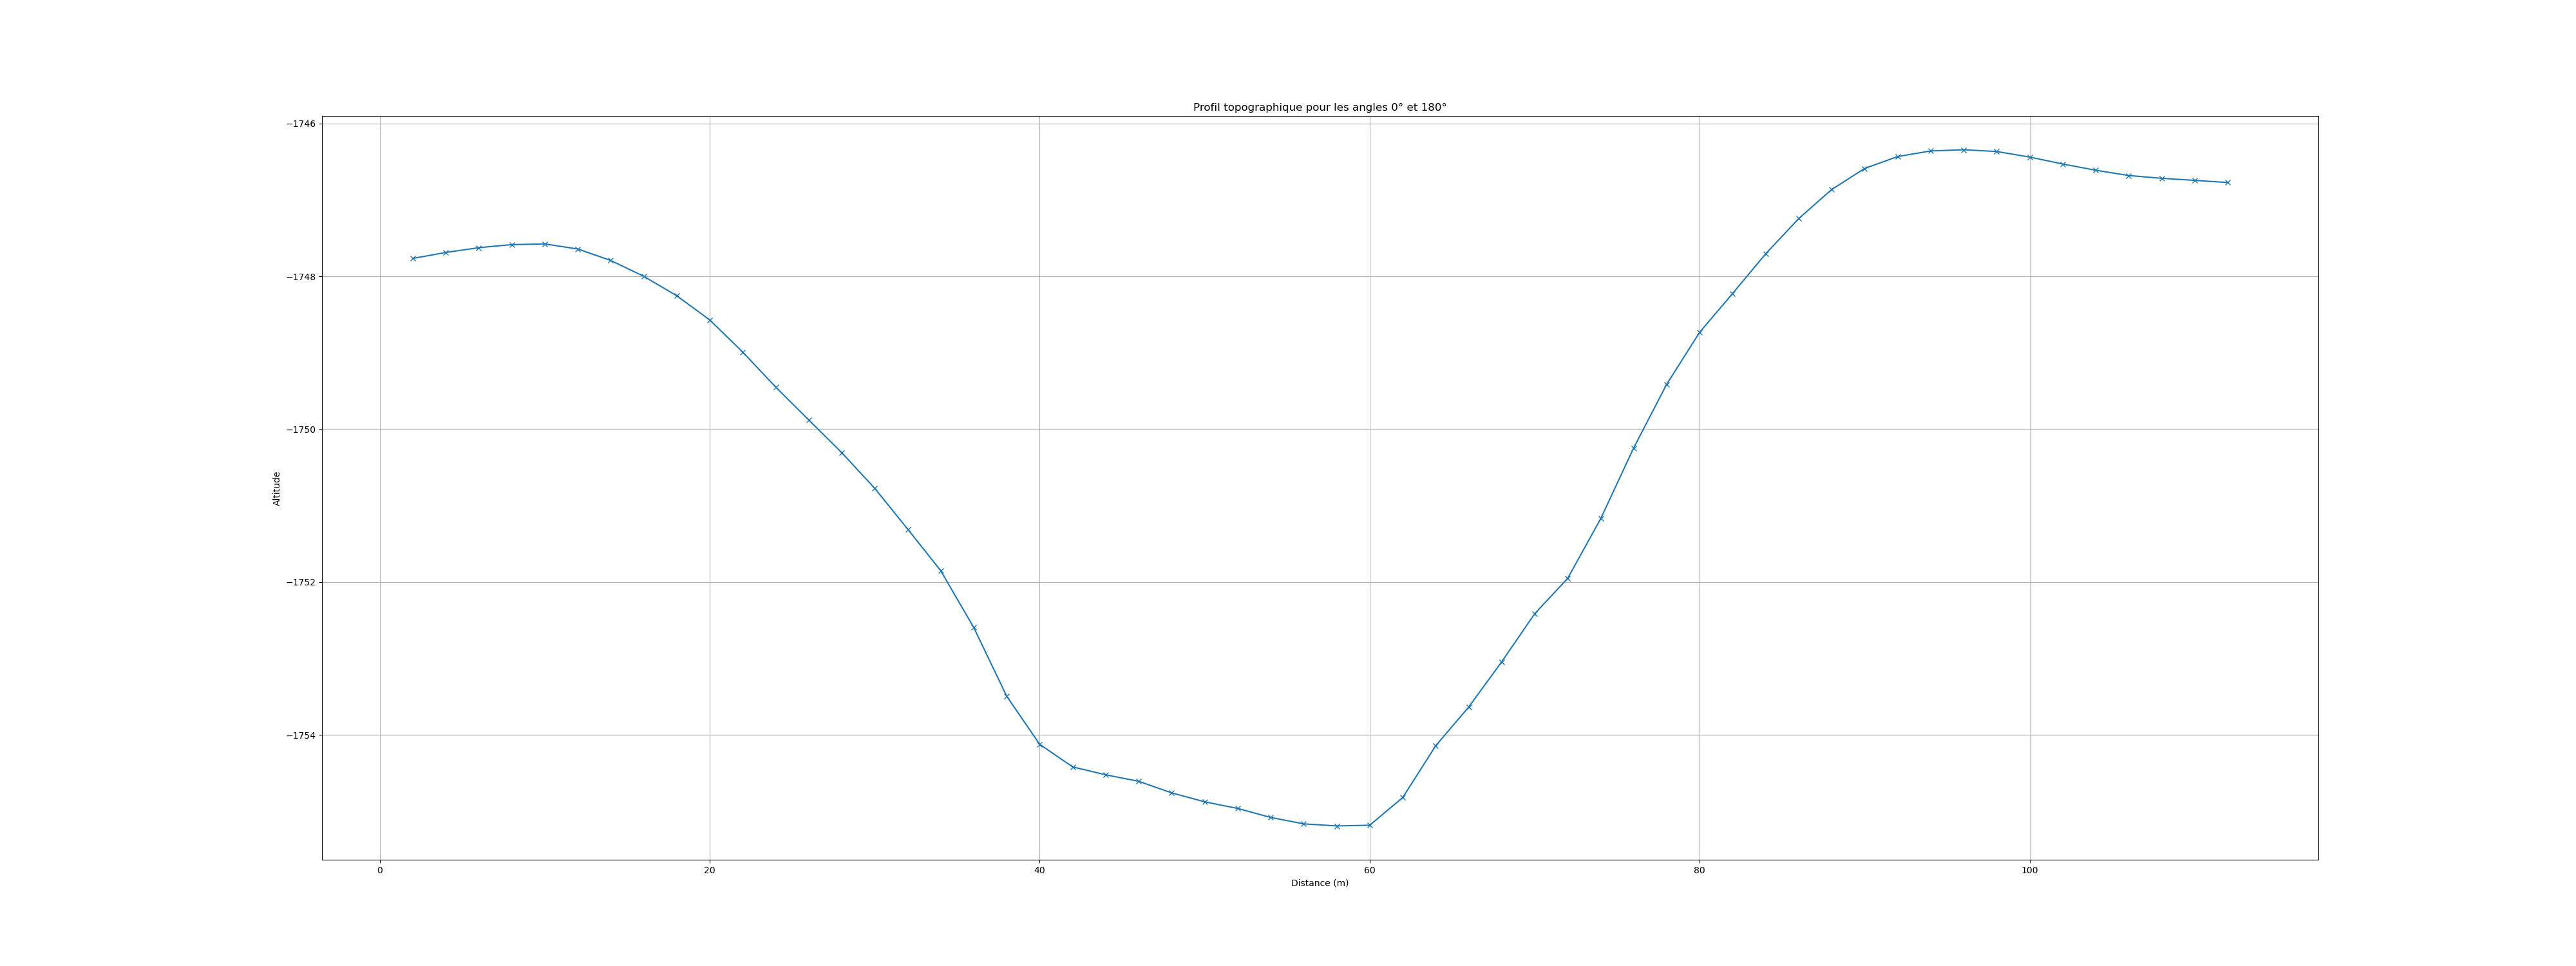 Profil topographique pour les angles 0° et 180°
−1746
−1748
−1750
−1752
−1754
Altitude
0 20 40 60 80 100
Distance (m)